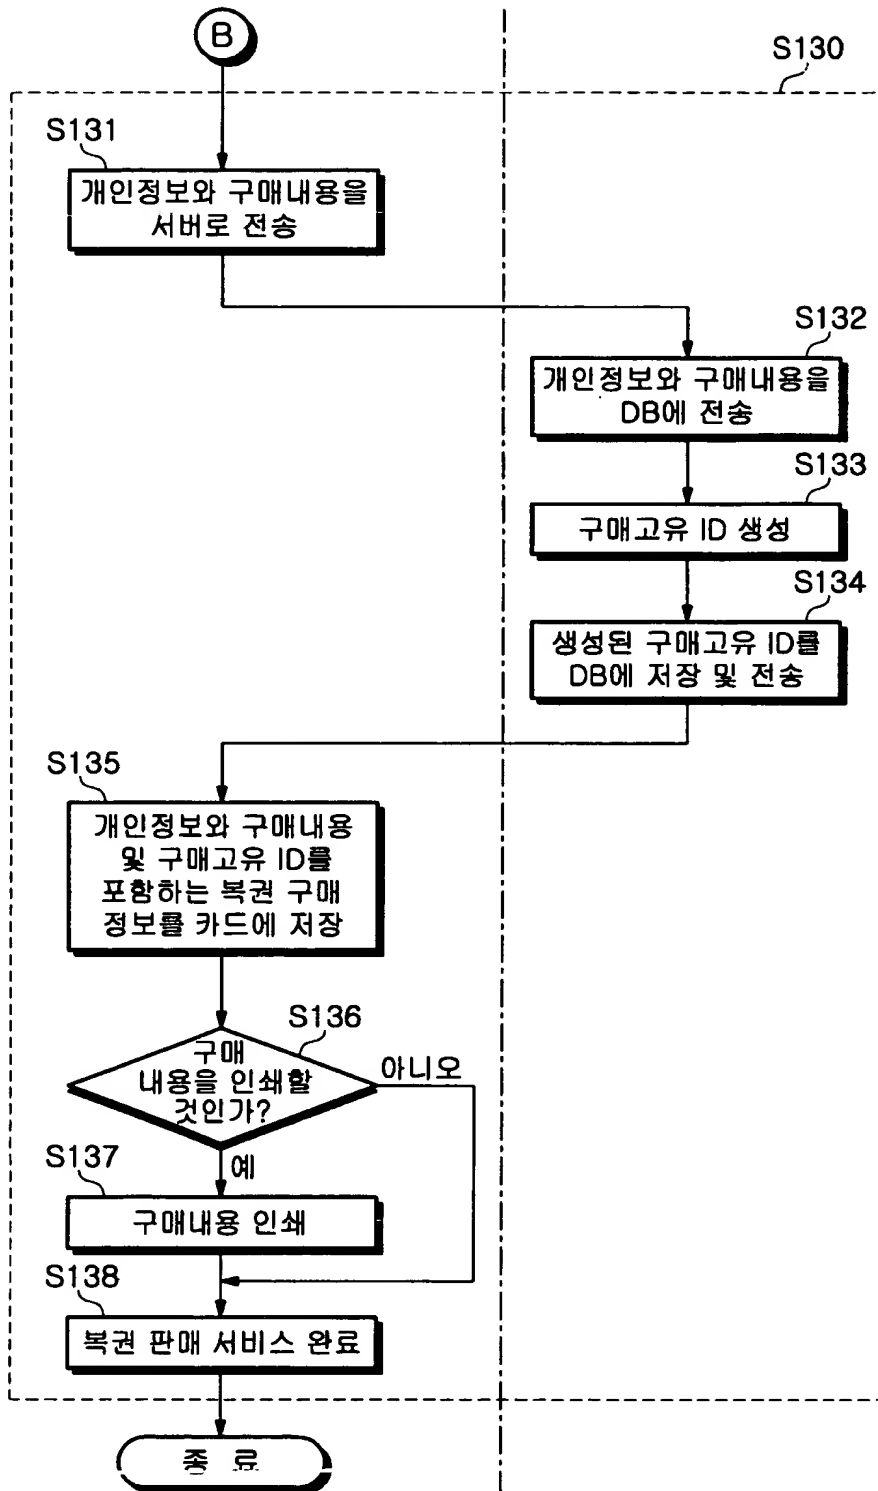 B
S130
S131
개인정보와 구매내용을
서버로 전송
S132
개인정보와 구매내용을
DB에 전송
S133
구매고유 ID 생성
S134
생성된 구매고유 ID를
DB에 저장 및 전송
S135
개인정보와 구매내용
및 구매고유 ID를
포함하는 복권 구매
정보를 카드에 저장
S136
구매
내용을 인쇄할
것인가?
아니오
예
S137
구매내용 인쇄
S138
복권 판매 서비스 완료
종 료